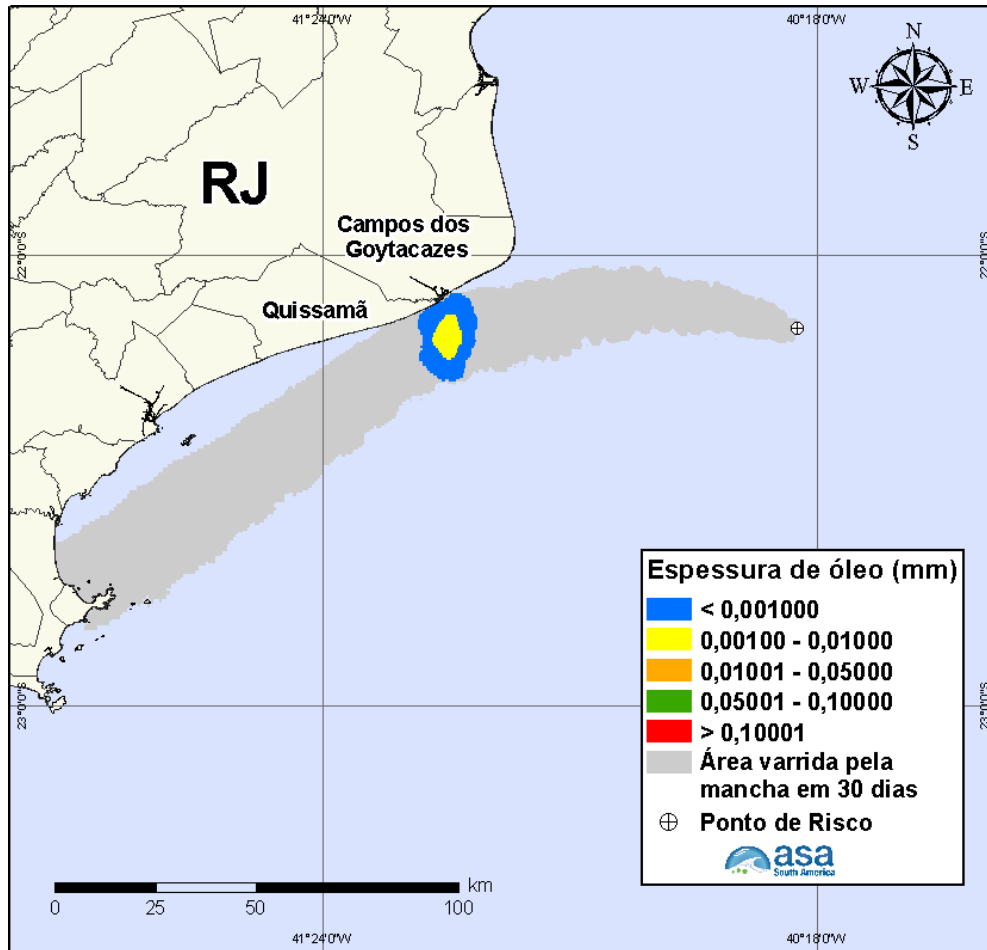 41°24'0"W
40°18'0"W
N
W
E
S
RJ
Campos dos
Goytacazes
22°0'0"S
22°0'0"S
Quissamã
Espessura de óleo (mm)
< 0,001000
0,00100 - 0,01000
0,01001 - 0,05000
0,05001 - 0,10000
> 0,10001
Área varrida pela
mancha em 30 dias
Ponto de Risco
asa
South America
23°0'0"S
23°0'0"S
km
0 25 50 100
41°24'0"W
40°18'0"W